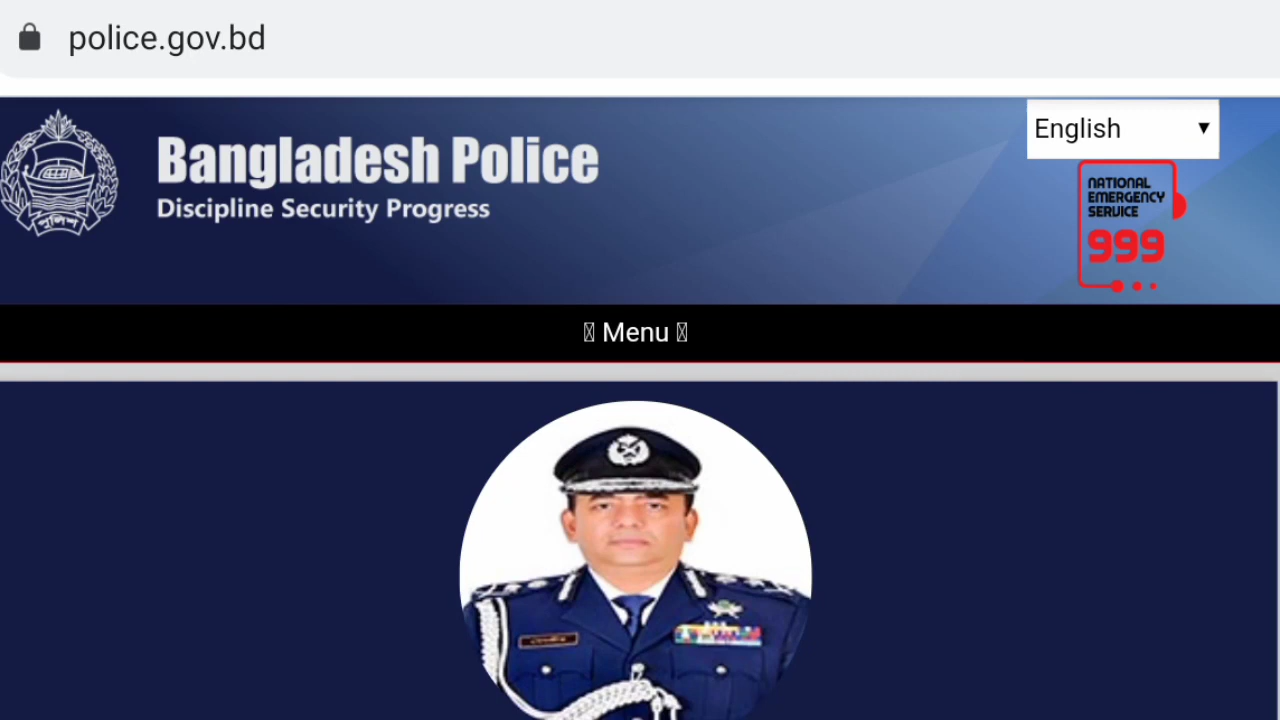 police.gov.bd
English
Bangladesh Police
Discipline Security Progress
পুলিশ
NATIONAL
EMERGENCY
SERVICE
999
Menu